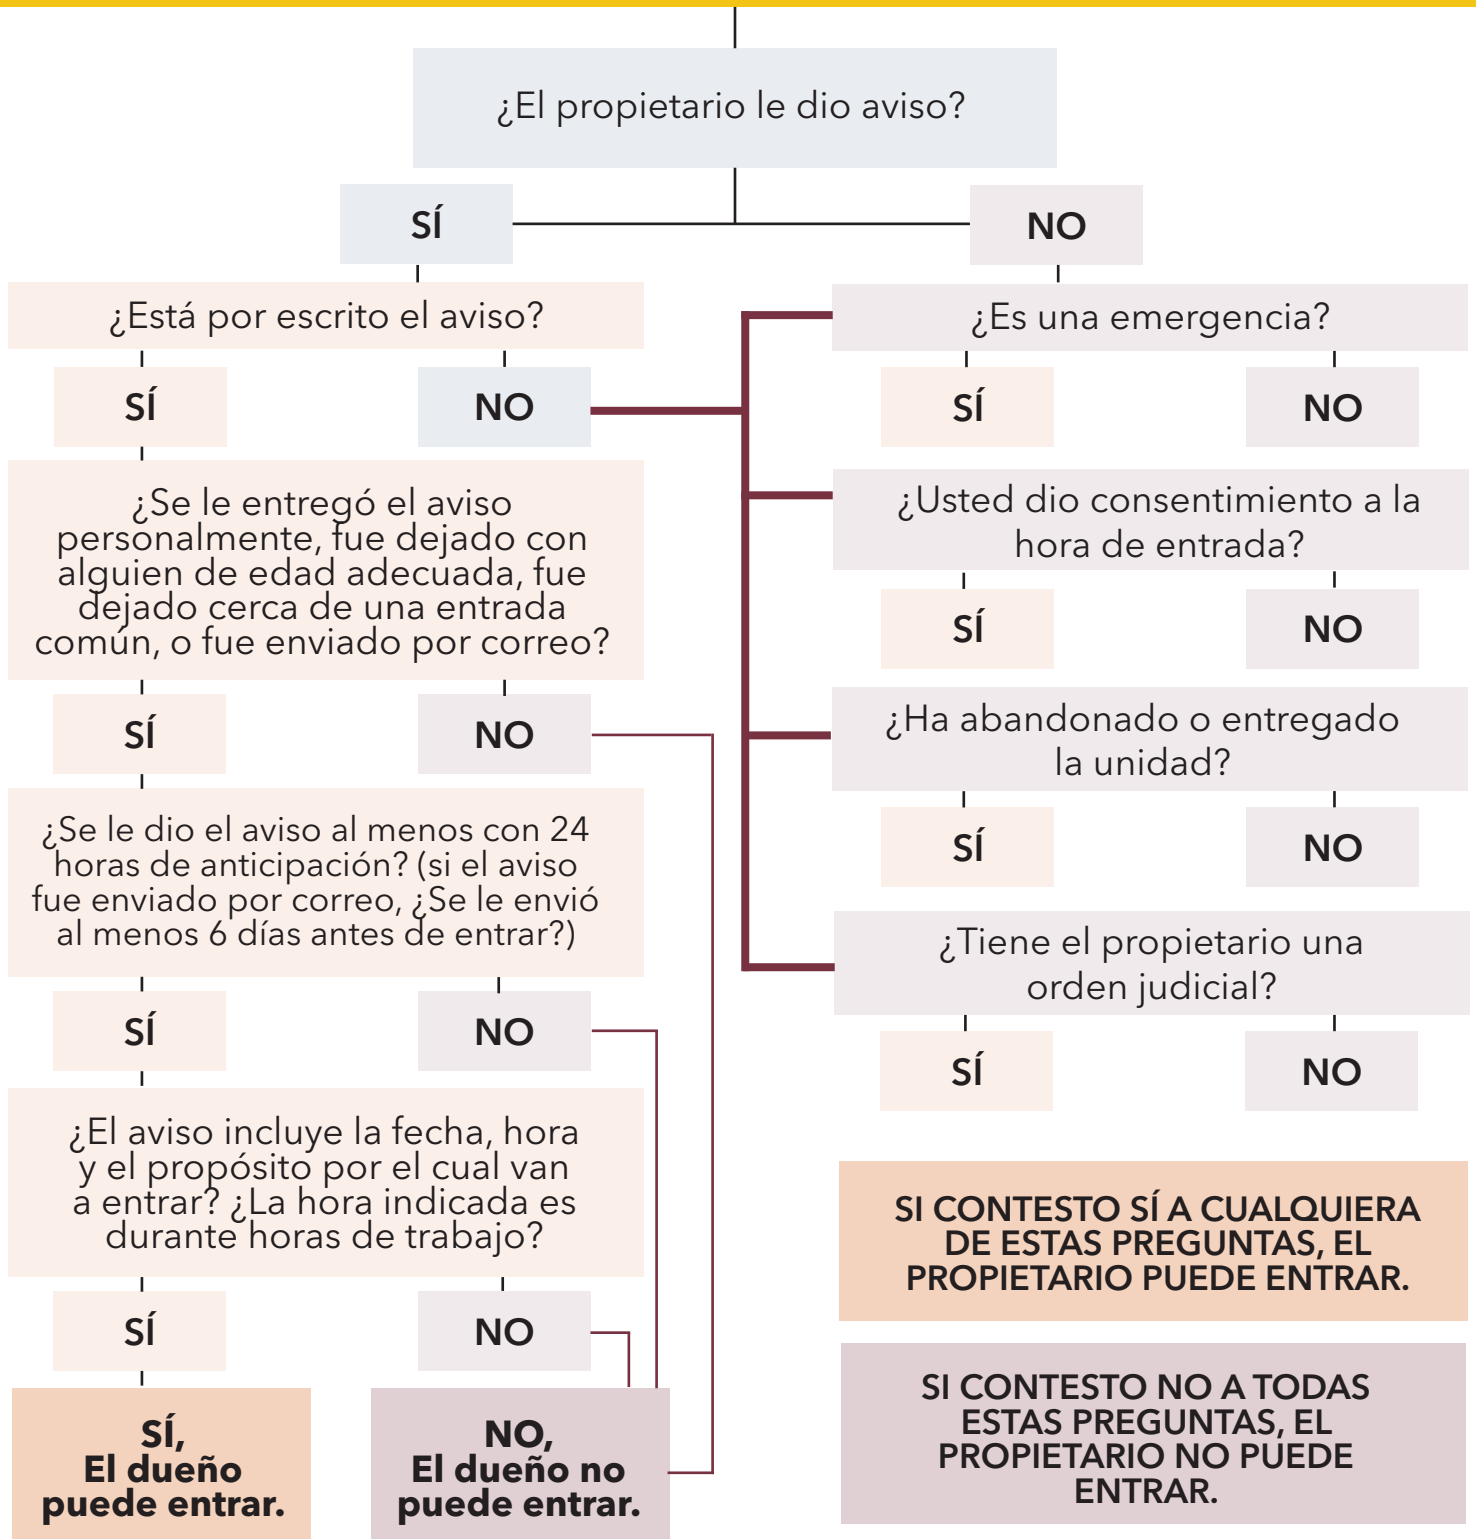 ¿El propietario le dio aviso?
SÍ
NO
¿Está por escrito el aviso?
SÍ
NO
¿Se le entregó el aviso
personalmente, fue dejado con
alguien de edad adecuada, fue
dejado cerca de una entrada
común, o fue enviado por correo?
SÍ
NO
¿Se le dio el aviso al menos con 24
horas de anticipación? (si el aviso
fue enviado por correo, ¿Se le envió
al menos 6 días antes de entrar?)
SÍ
NO
¿El aviso incluye la fecha, hora
y el propósito por el cual van
a entrar? ¿La hora indicada es
durante horas de trabajo?
SÍ
NO
SÍ,
El dueño
puede entrar.
NO,
El dueño no
puede entrar.
¿Es una emergencia?
SÍ
NO
¿Usted dio consentimiento a la
hora de entrada?
SÍ
NO
¿Ha abandonado o entregado
la unidad?
SÍ
NO
¿Tiene el propietario una
orden judicial?
SÍ
NO
SI CONTESTO SÍ A CUALQUIERA
DE ESTAS PREGUNTAS, EL
PROPIETARIO PUEDE ENTRAR.
SI CONTESTO NO A TODAS
ESTAS PREGUNTAS, EL
PROPIETARIO NO PUEDE
ENTRAR.